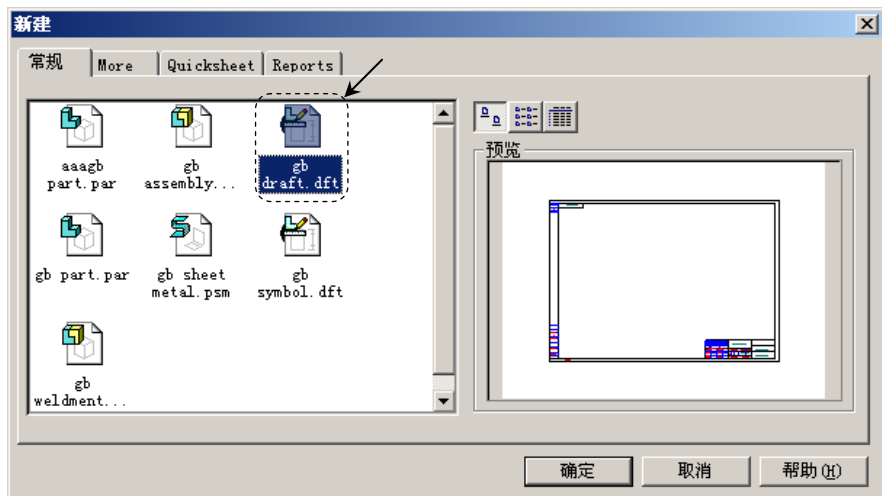 新建
常规 More Quicksheet Reports
aaagb
part.par
gb
assembly...
gb
draft.dft
gb part.par
gb sheet
metal.psm
gb
symbol.dft
gb
weldment...
预览
确定 取消 帮助(H)